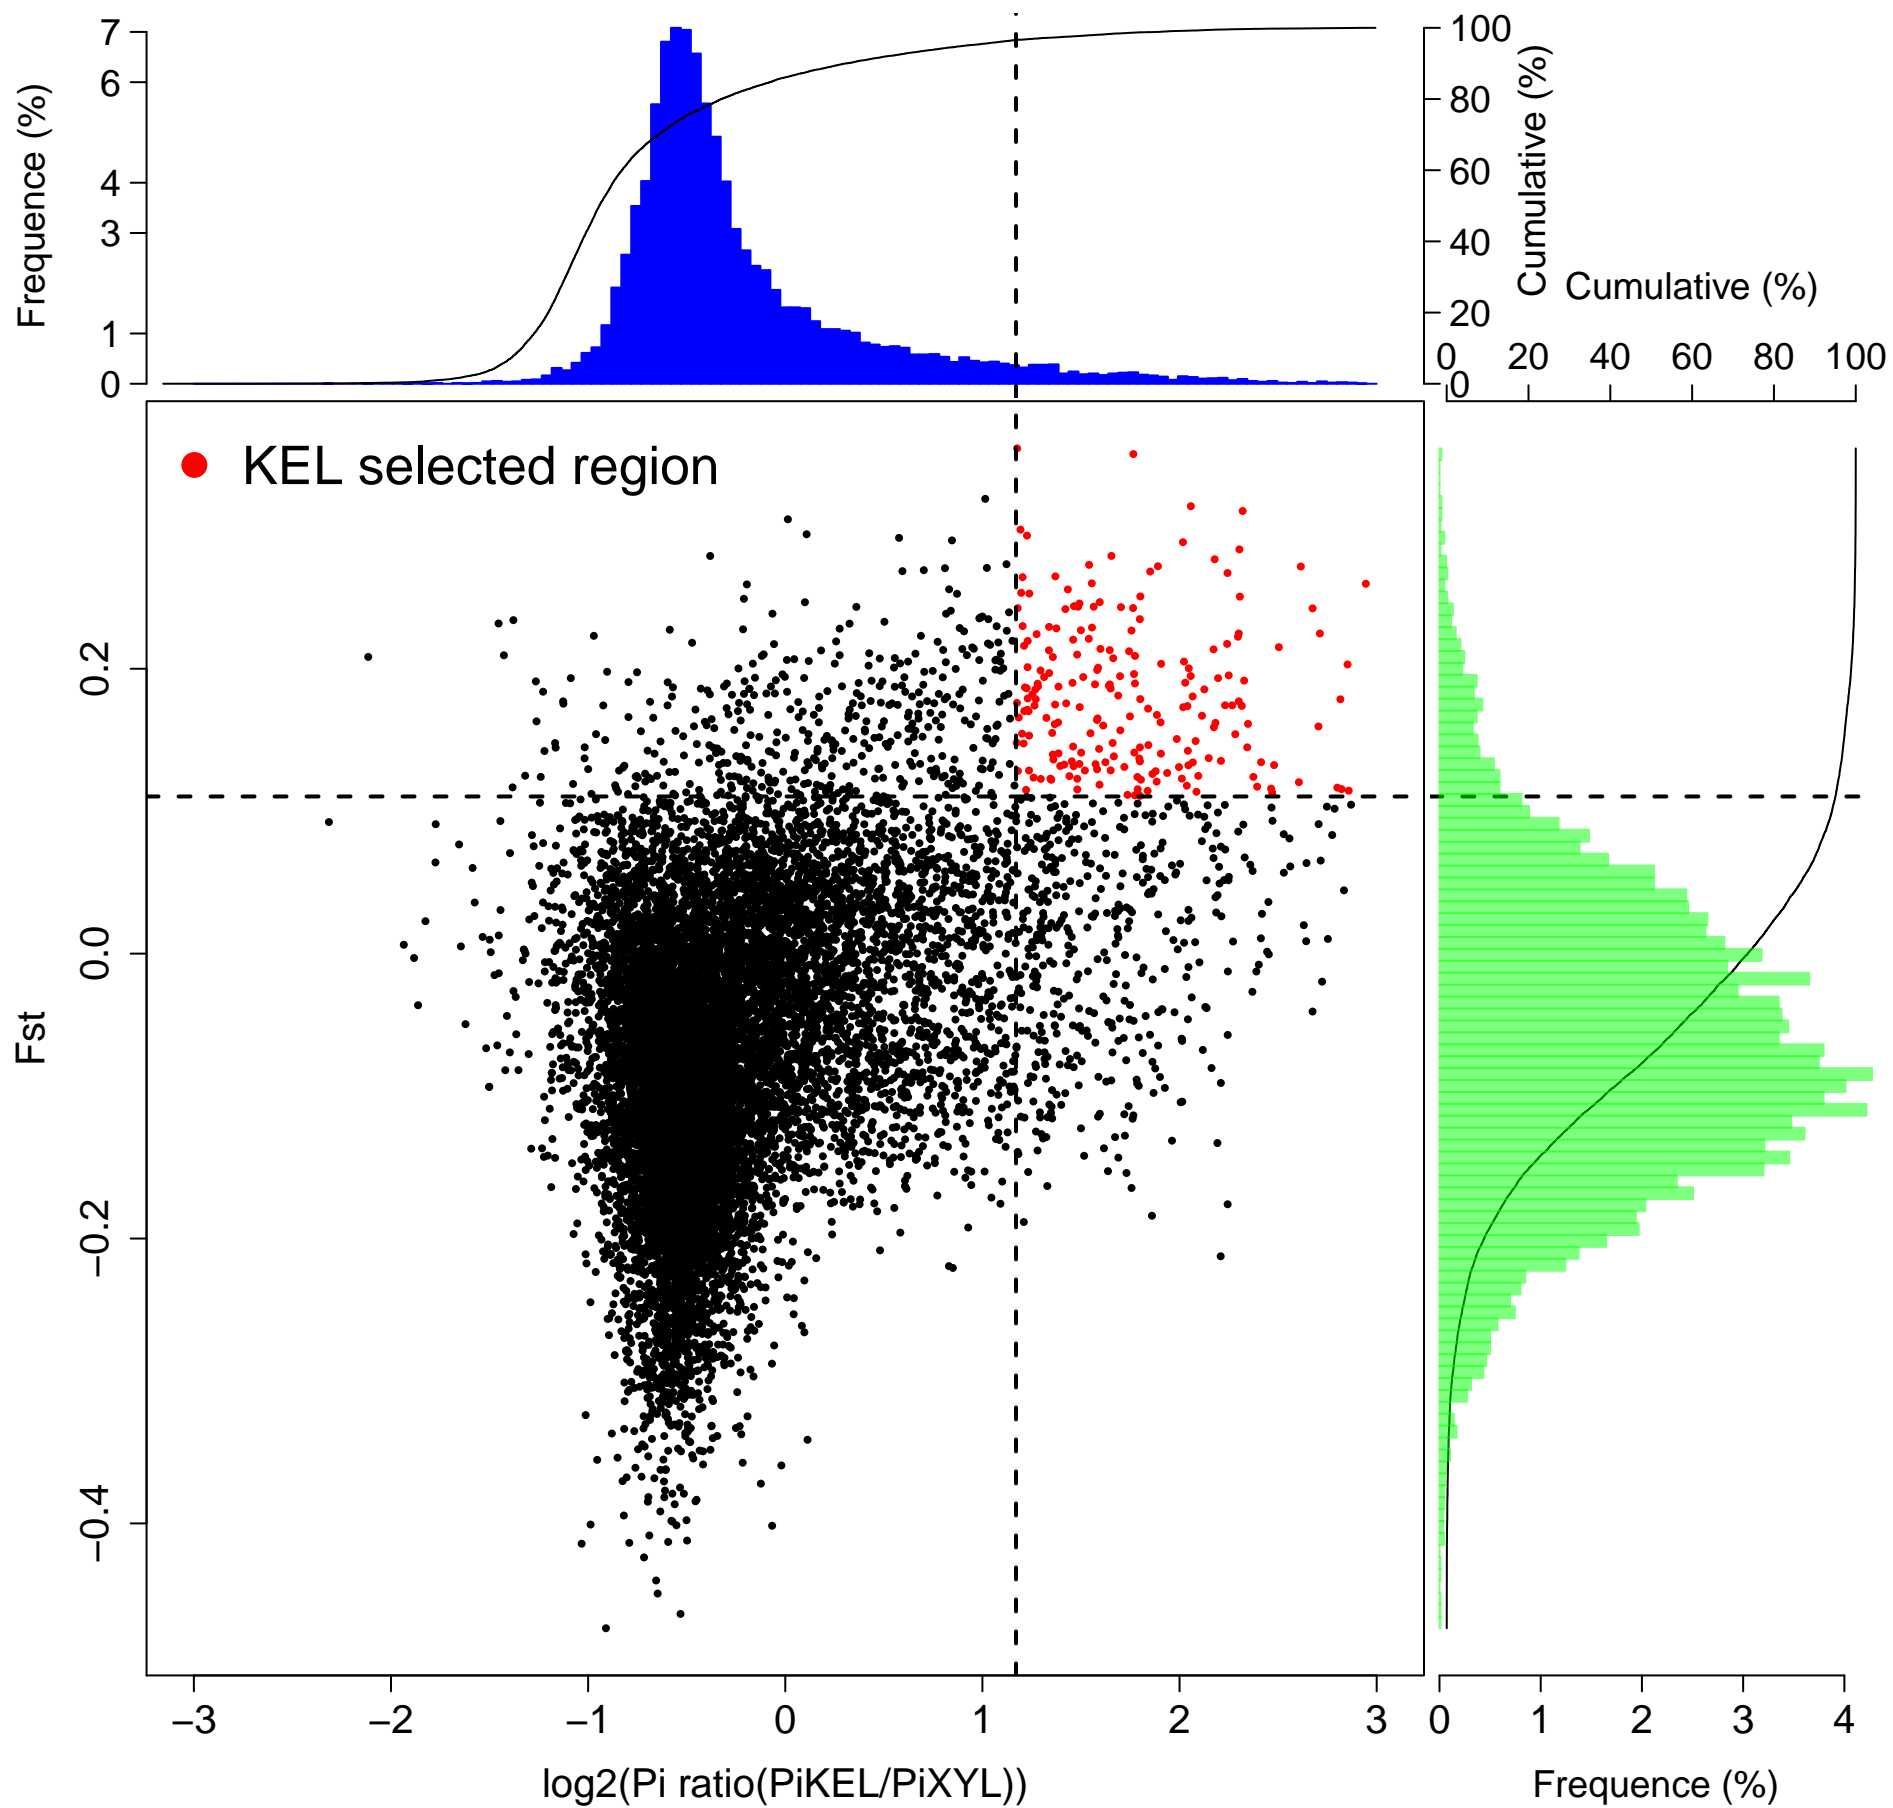 Frequence (%)
7
6
4
3
1
0
100
80
60
40
20
0
Cumulative (%)
Cumulative (%)
0 20 40 60 80 100
KEL selected region
Fst
0.2
0.0
−0.2
−0.4
−3 −2 −1 0 1 2 3
log2(Pi ratio(PiKEL/PiXYL))
0 1 2 3 4
Frequence (%)